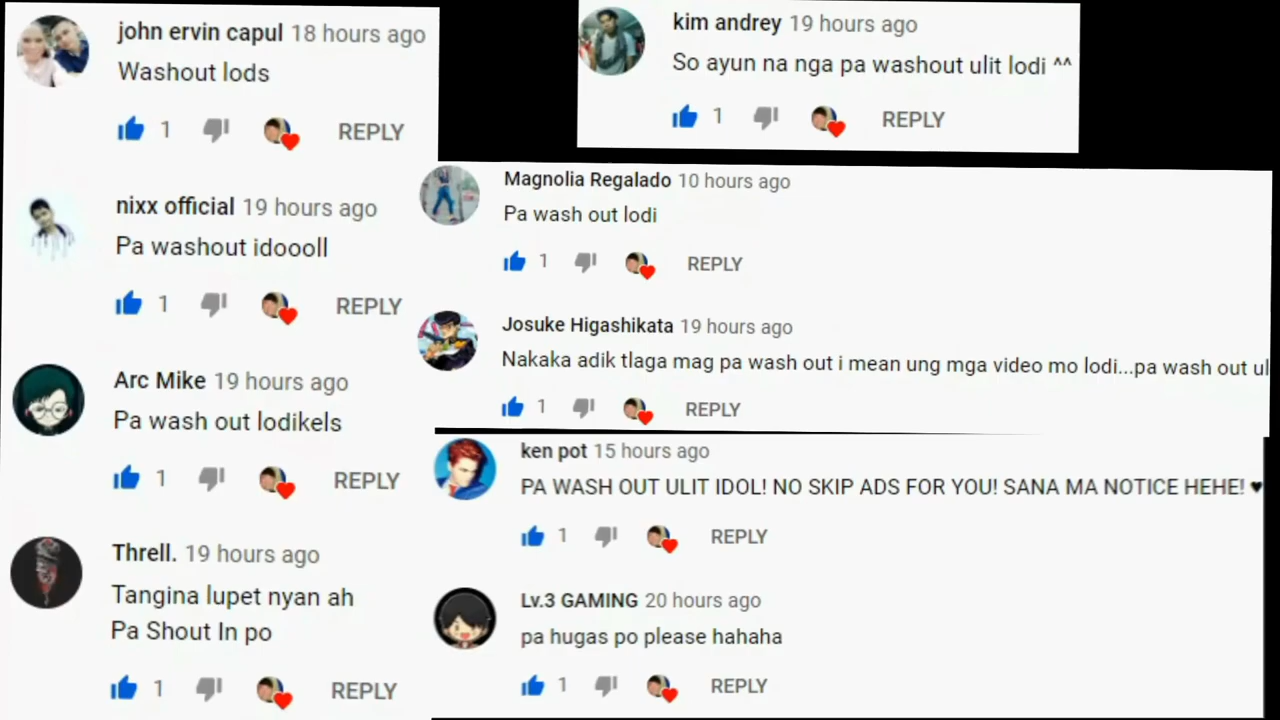 john ervin capul 18 hours ago
Washout lods
1 REPLY
nixx official 19 hours ago
Pa washout idoooll
1 REPLY
Arc Mike 19 hours ago
Pa wash out lodikels
1 REPLY
Threll. 19 hours ago
Tangina lupet nyan ah
Pa Shout In po
1 REPLY
kim andrey 19 hours ago
So ayun na nga pa washout ulit lodi ^^
1 REPLY
Magnolia Regalado 10 hours ago
Pa wash out lodi
1 REPLY
Josuke Higashikata 19 hours ago
Nakaka adik tlaga mag pa wash out i mean ung mga video mo lodi...pa wash out ul
1 REPLY
ken pot 15 hours ago
PA WASH OUT ULIT IDOL! NO SKIP ADS FOR YOU! SANA MA NOTICE HEHE! ♥
1 REPLY
Lv.3 GAMING 20 hours ago
pa hugas po please hahaha
1 REPLY